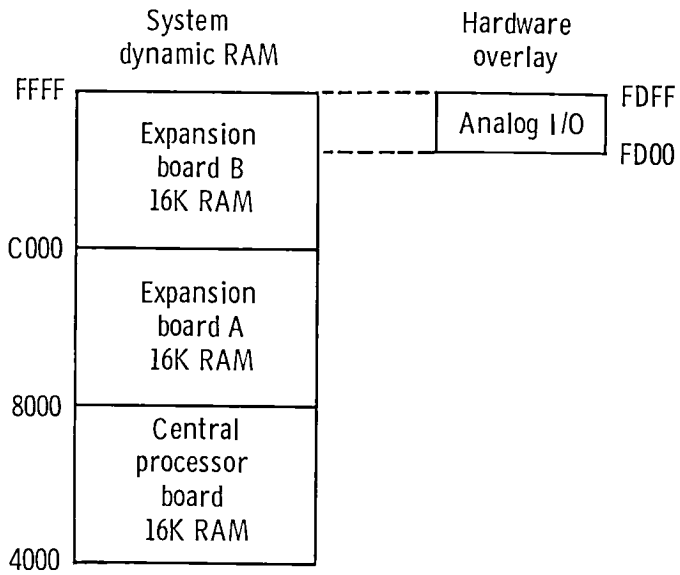 System
dynamic RAM
Hardware
overlay
FFFF
FDFF
Analog I/O
FD00
Expansion
board B
16K RAM
C000
Expansion
board A
16K RAM
8000
Central
processor
board
16K RAM
4000